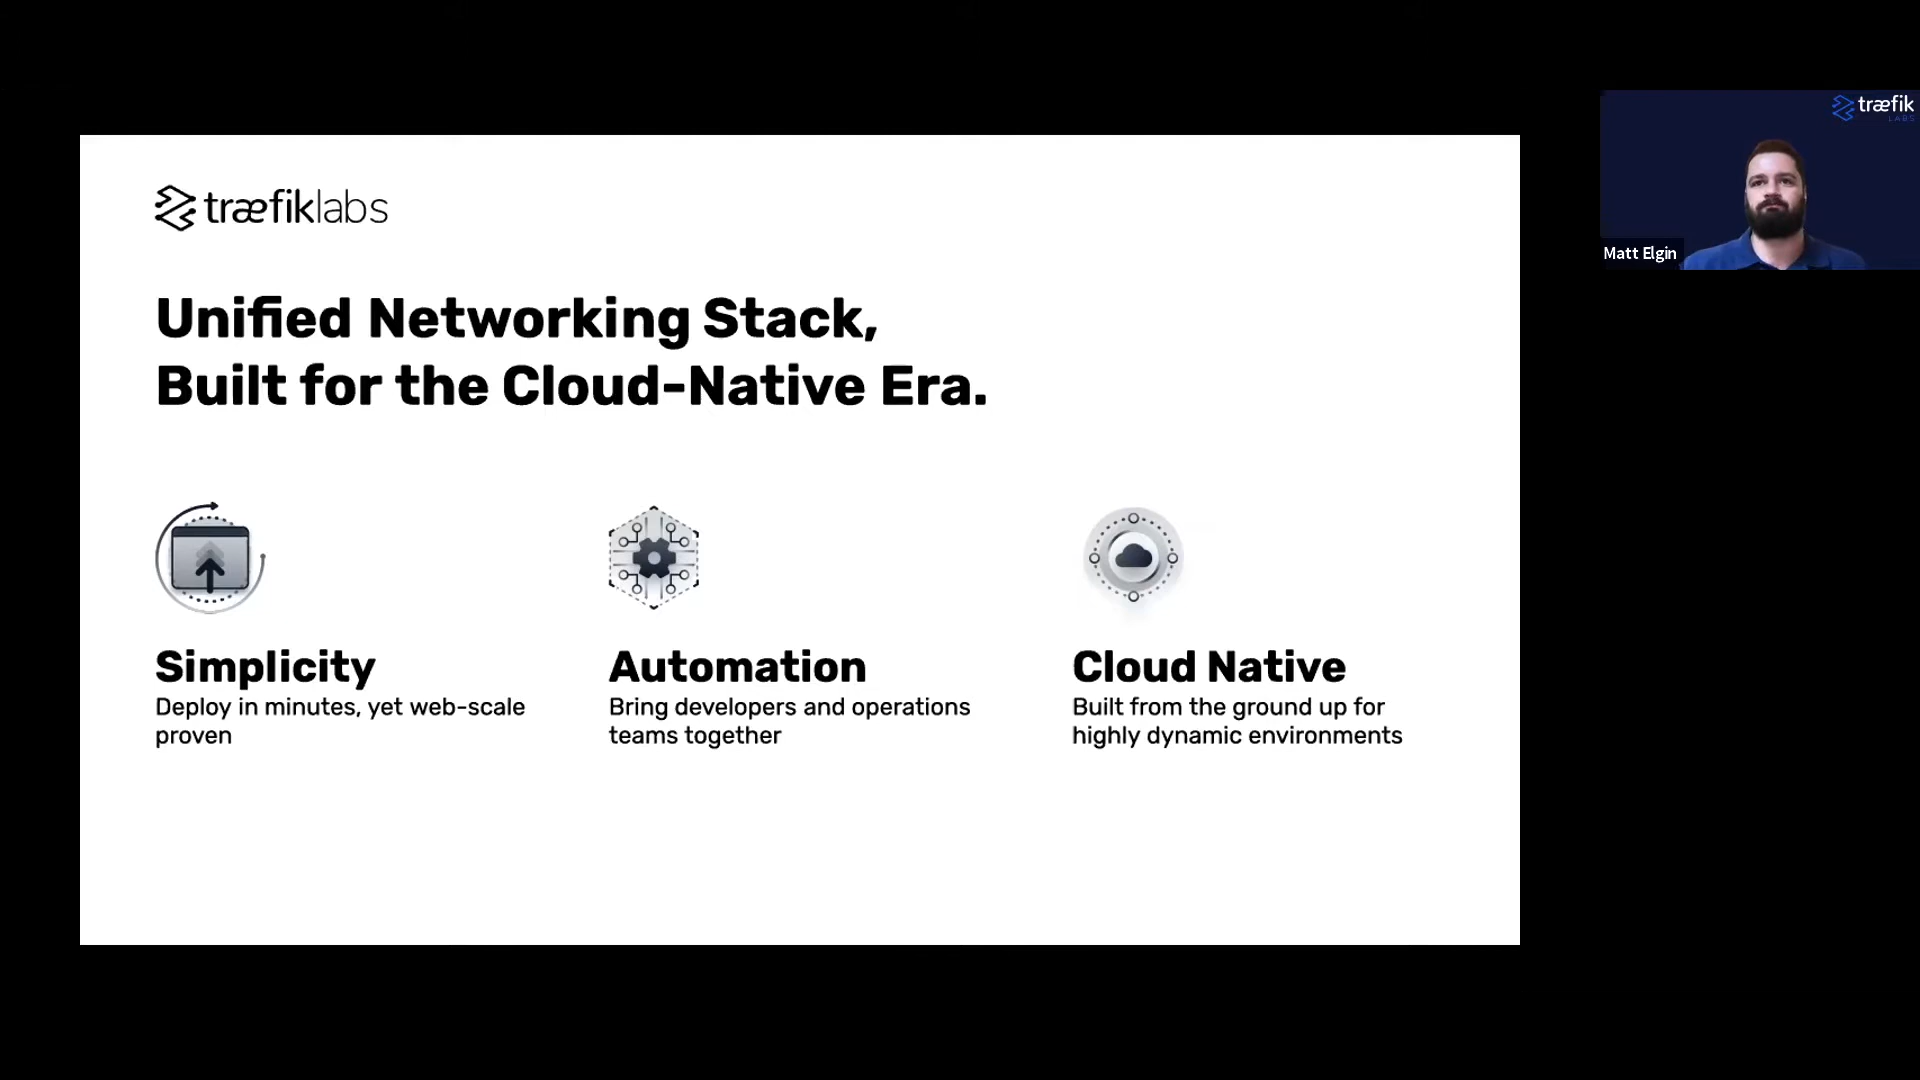 træfiklabs
Unified Networking Stack,
Built for the Cloud-Native Era.
Simplicity
Deploy in minutes, yet web-scale
proven
Automation
Bring developers and operations
teams together
Cloud Native
Built from the ground up for
highly dynamic environments
træfik
LABS
Matt Elgin